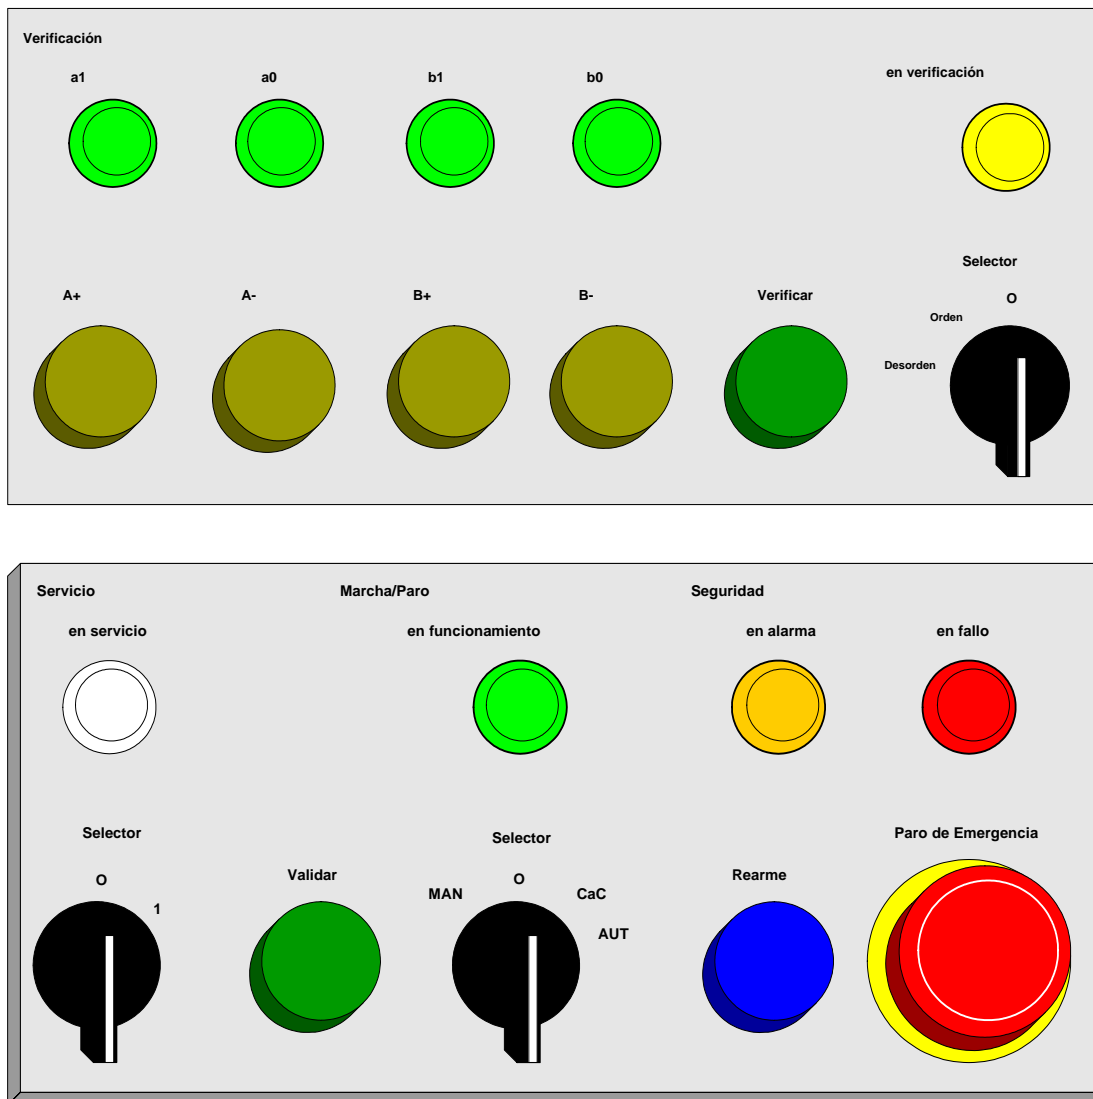 Verificación
a1 a0 b1 b0 en verificación
Selector
A+ A- B+ B- Verificar O
Orden
Desorden
Servicio Marcha/Paro Seguridad
en servicio en funcionamiento en alarma en fallo
Selector Selector Paro de Emergencia
O Validar MAN O CaC Rearme
1 AUT